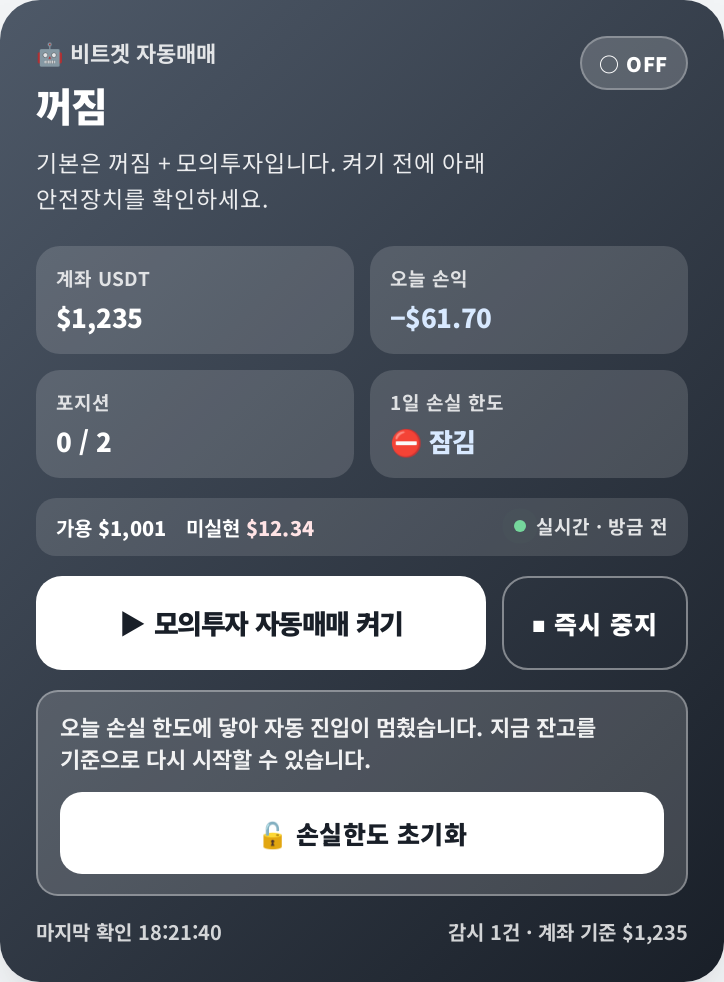 🤖 비트겟 자동매매
○ OFF
꺼짐
기본은 꺼짐 + 모의투자입니다. 켜기 전에 아래
안전장치를 확인하세요.
계좌 USDT
$1,235
오늘 손익
−$61.70
포지션
0 / 2
1일 손실 한도
⛔ 잠김
가용 $1,001 미실현 $12.34
실시간 · 방금 전
▶ 모의투자 자동매매 켜기
■ 즉시 중지
오늘 손실 한도에 닿아 자동 진입이 멈췄습니다. 지금 잔고를
기준으로 다시 시작할 수 있습니다.
🔓 손실한도 초기화
마지막 확인 18:21:40
감시 1건 · 계좌 기준 $1,235